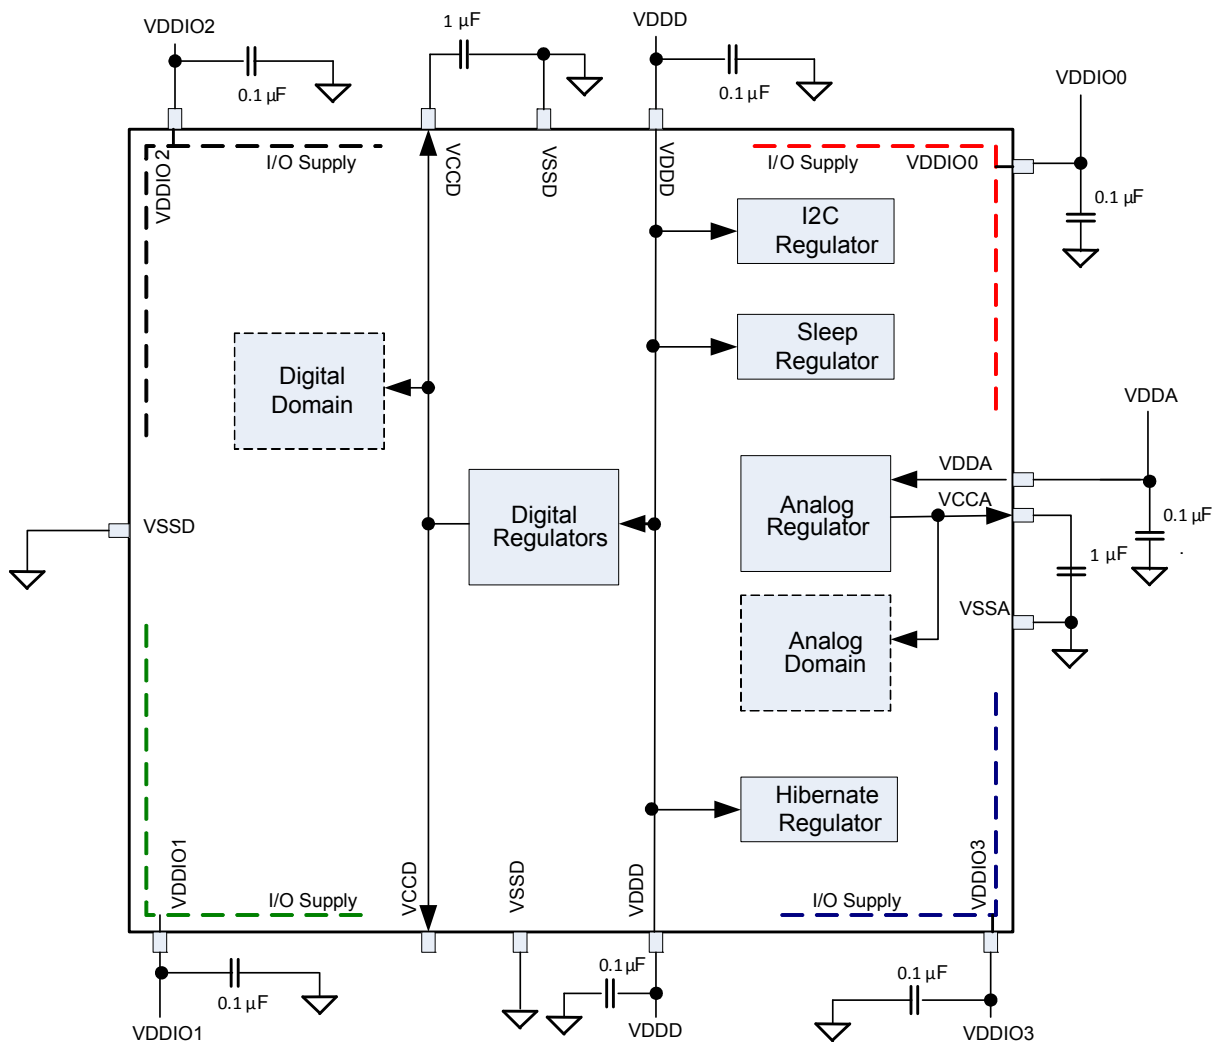 VDDIO2
1 µF
VDDD
0.1 µF
0.1 µF
VDDIO0
I/O Supply
I/O Supply
VDDIO0
VDDIO 2
VCCD
VSSD
VDDD
0.1 µF
I2C
Regulator
Sleep
Regulator
Digital
Domain
VDDA
VDDA
VCCA
Analog
Regulator
Digital
Regulators
VSSD
0.1 µF
.
1 µF
VSSA
Analog
Domain
Hibernate
Regulator
VDDIO1
VCCD
VSSD
VDDD
VDDIO3
I/O Supply
I/O Supply
0.1 µF
0.1 µF
0.1 µF
VDDIO1
VDDD
VDDIO3